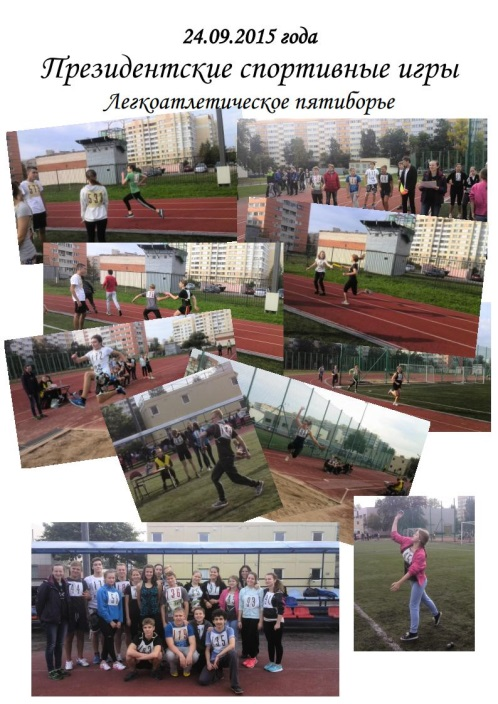 24.09.2015 года
Президентские спортивные игры
Легкоатлетическое пятиборье